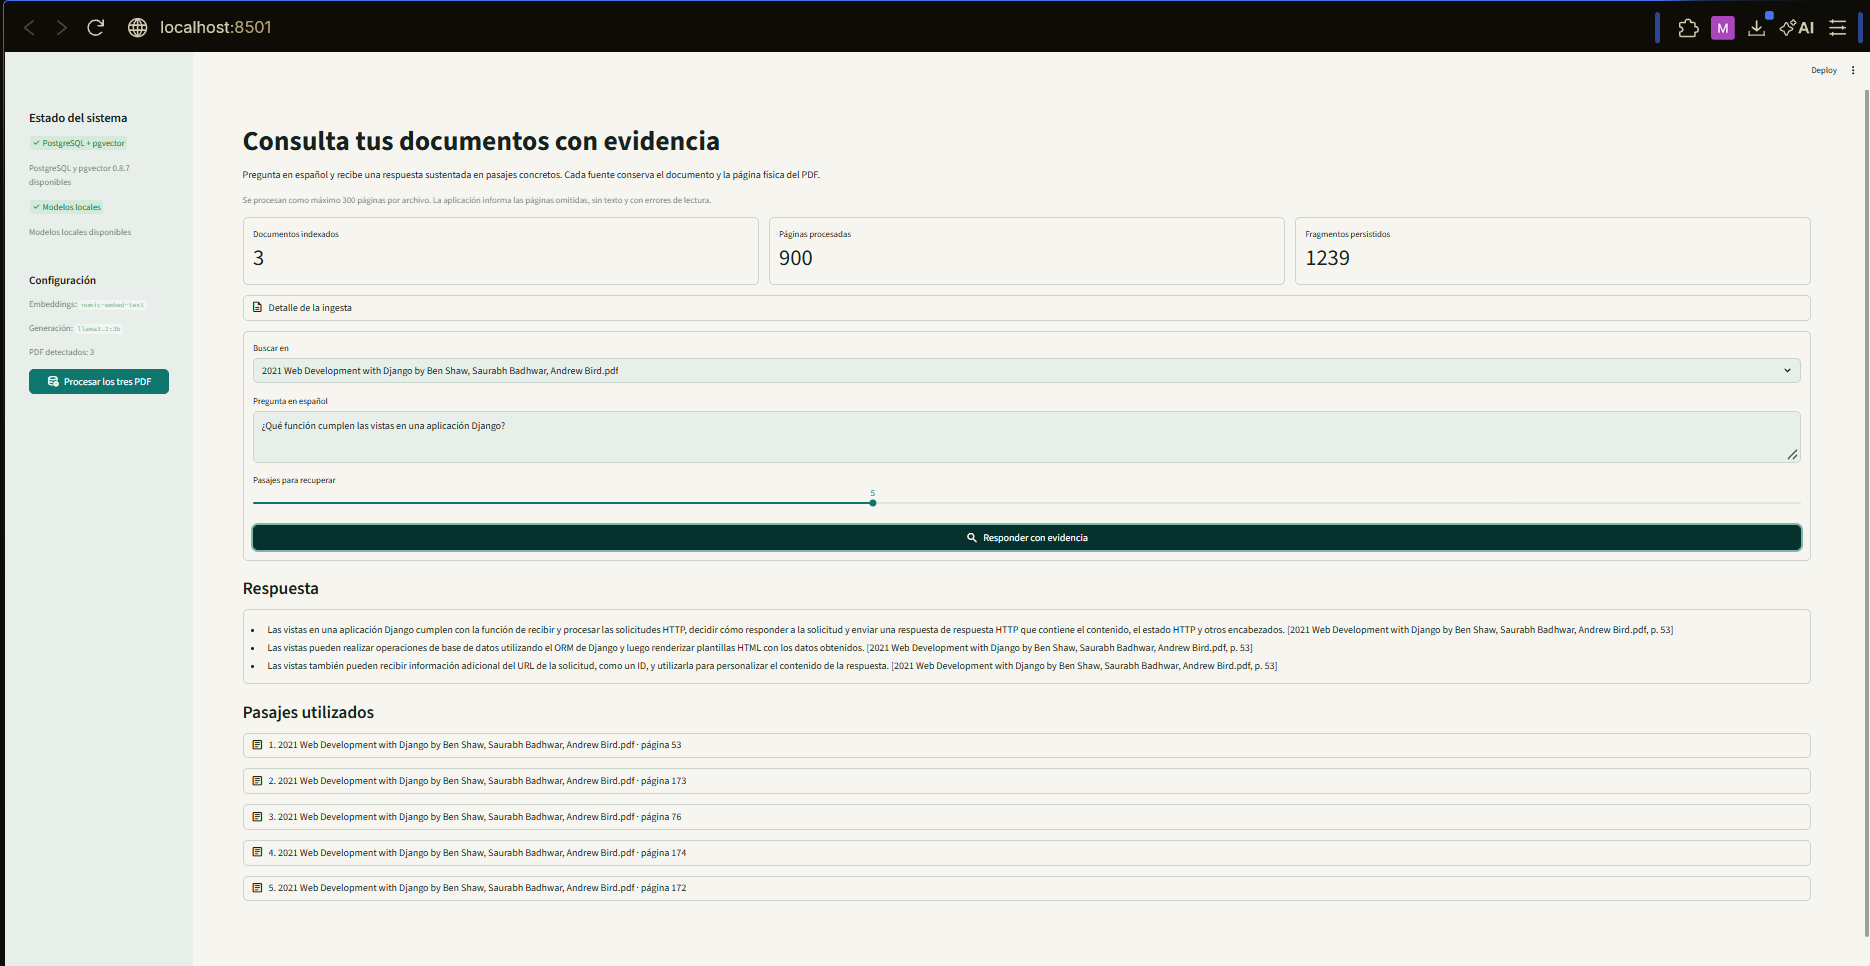 localhost:8501
M
AI
Deploy
Estado del sistema
PostgreSQL + pgvector
PostgreSQL y pgvector 0.8.7
disponibles
Modelos locales
Modelos locales disponibles
Configuración
Embeddings: nomic-embed-text
Generación: llama3.2:3b
PDF detectados: 3
Procesar los tres PDF
Consulta tus documentos con evidencia
Pregunta en español y recibe una respuesta sustentada en pasajes concretos. Cada fuente conserva el documento y la página física del PDF.
Se procesan como máximo 300 páginas por archivo. La aplicación informa las páginas omitidas, sin texto y con errores de lectura.
Documentos indexados
3
Páginas procesadas
900
Fragmentos persistidos
1239
Detalle de la ingesta
Buscar en
2021 Web Development with Django by Ben Shaw, Saurabh Badhwar, Andrew Bird.pdf
Pregunta en español
¿Qué función cumplen las vistas en una aplicación Django?
Pasajes para recuperar
5
Responder con evidencia
Respuesta
• Las vistas en una aplicación Django cumplen con la función de recibir y procesar las solicitudes HTTP, decidir cómo responder a la solicitud y enviar una respuesta de respuesta HTTP que contiene el contenido, el estado HTTP y otros encabezados. [2021 Web Development with Django by Ben Shaw, Saurabh Badhwar, Andrew Bird.pdf, p. 53]
• Las vistas pueden realizar operaciones de base de datos utilizando el ORM de Django y luego renderizar plantillas HTML con los datos obtenidos. [2021 Web Development with Django by Ben Shaw, Saurabh Badhwar, Andrew Bird.pdf, p. 53]
• Las vistas también pueden recibir información adicional del URL de la solicitud, como un ID, y utilizarla para personalizar el contenido de la respuesta. [2021 Web Development with Django by Ben Shaw, Saurabh Badhwar, Andrew Bird.pdf, p. 53]
Pasajes utilizados
1. 2021 Web Development with Django by Ben Shaw, Saurabh Badhwar, Andrew Bird.pdf · página 53
2. 2021 Web Development with Django by Ben Shaw, Saurabh Badhwar, Andrew Bird.pdf · página 173
3. 2021 Web Development with Django by Ben Shaw, Saurabh Badhwar, Andrew Bird.pdf · página 76
4. 2021 Web Development with Django by Ben Shaw, Saurabh Badhwar, Andrew Bird.pdf · página 174
5. 2021 Web Development with Django by Ben Shaw, Saurabh Badhwar, Andrew Bird.pdf · página 172